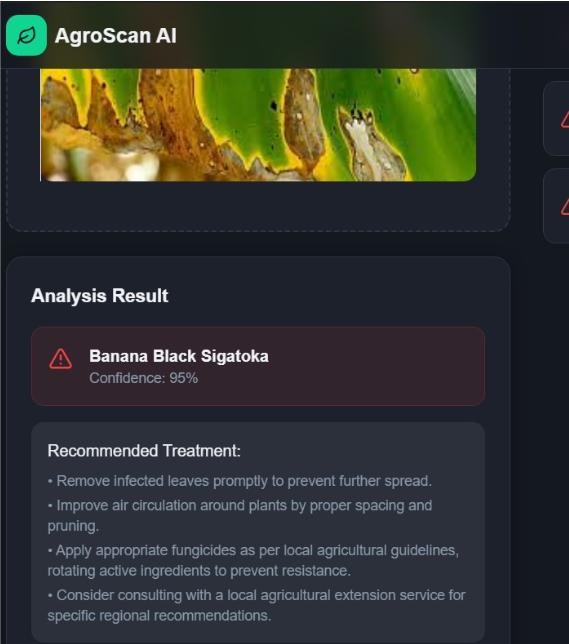 AgroScan AI
Analysis Result
Banana Black Sigatoka
Confidence: 95%
Recommended Treatment:
• Remove infected leaves promptly to prevent further spread.
• Improve air circulation around plants by proper spacing and
pruning.
• Apply appropriate fungicides as per local agricultural guidelines,
rotating active ingredients to prevent resistance.
• Consider consulting with a local agricultural extension service for
specific regional recommendations.